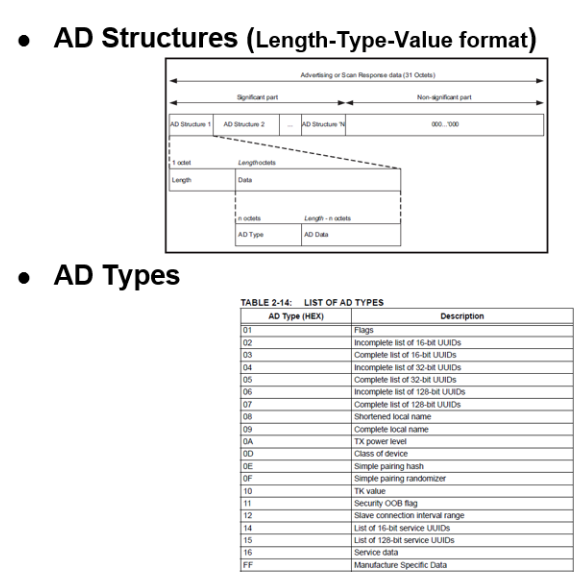 ● AD Structures (Length-Type-Value format)
Advertising or Scan Response data (31 Octets)
Significant part Non-significant part
AD Structure 1 AD Structure 2 ... AD Structure N 000...'000
1 octet Length octets
Length Data
n octets Length - n octets
AD Type AD Data
● AD Types
TABLE 2-14: LIST OF AD TYPES
AD Type (HEX) Description
01 Flags
02 Incomplete list of 16-bit UUIDs
03 Complete list of 16-bit UUIDs
04 Incomplete list of 32-bit UUIDs
05 Complete list of 32-bit UUIDs
06 Incomplete list of 128-bit UUIDs
07 Complete list of 128-bit UUIDs
08 Shortened local name
09 Complete local name
0A TX power level
0D Class of device
0E Simple pairing hash
0F Simple pairing randomizer
10 TK value
11 Security OOB flag
12 Slave connection interval range
14 List of 16-bit service UUIDs
15 List of 128-bit service UUIDs
16 Service data
FF Manufacture Specific Data